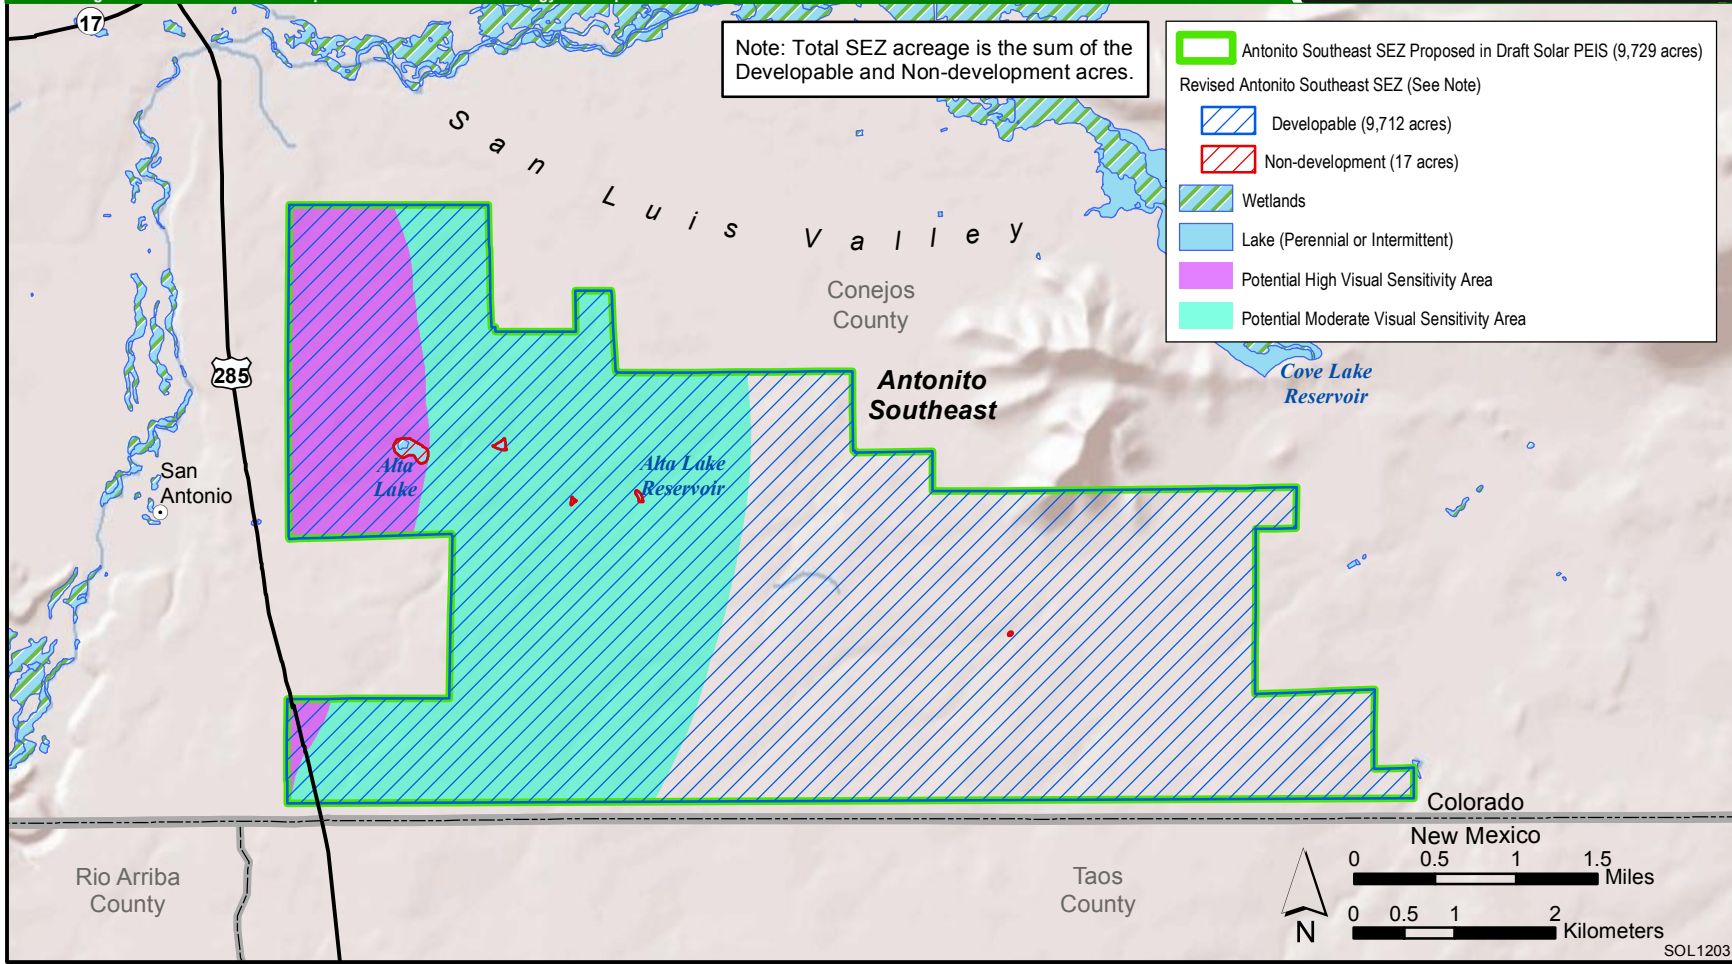 17
Note: Total SEZ acreage is the sum of the
Developable and Non-development acres.
Antonito Southeast SEZ Proposed in Draft Solar PEIS (9,729 acres)
Revised Antonito Southeast SEZ (See Note)
Developable (9,712 acres)
Non-development (17 acres)
Wetlands
Lake (Perennial or Intermittent)
Potential High Visual Sensitivity Area
Potential Moderate Visual Sensitivity Area
San Luis Valley
Conejos
County
285
Antonito
Southeast
Cove Lake
Reservoir
San
Antonio
Alta
Lake
Alta Lake
Reservoir
Colorado
New Mexico
Rio Arriba
County
Taos
County
0 0.5 1 1.5
Miles
0 0.5 1 2
Kilometers
N
SOL1203